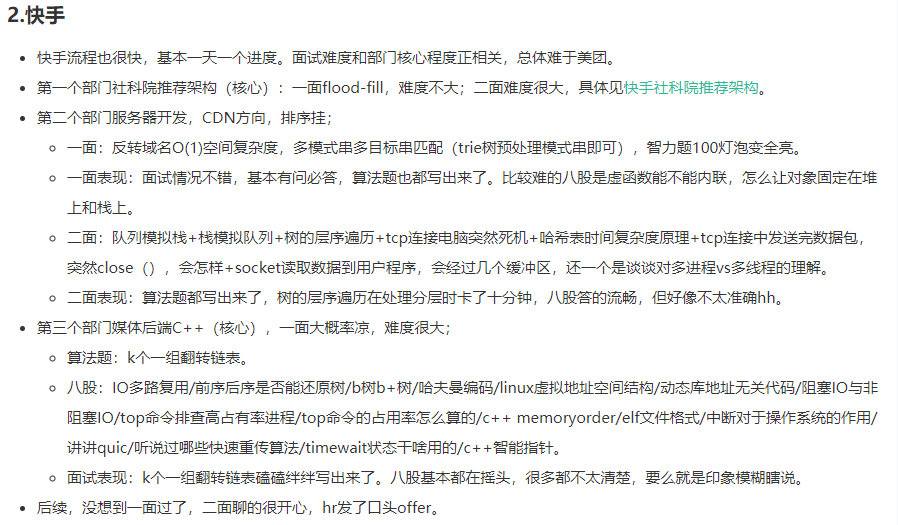 2.快手
快手流程也很快，基本一天一个进度。面试难度和部门核心程度正相关，总体难于美团。
第一个部门社科院推荐架构（核心）：一面flood-fill，难度不大；二面难度很大，具体见快手社科院推荐架构。
第二个部门服务器开发，CDN方向，排序挂；
一面：反转域名O(1)空间复杂度，多模式串多目标串匹配（trie树预处理模式串即可），智力题100灯泡变全亮。
一面表现：面试情况不错，基本有问必答，算法题也都写出来了。比较难的八股是虚函数能不能内联，怎么让对象固定在堆
上和栈上。
二面：队列模拟栈+栈模拟队列+树的层序遍历+tcp连接电脑突然死机+哈希表时间复杂度原理+tcp连接中发送完数据包，
突然close（），会怎样+socket读取数据到用户程序，会经过几个缓冲区，还一个是谈谈对多进程vs多线程的理解。
二面表现：算法题都写出来了，树的层序遍历在处理分层时卡了十分钟，八股答的流畅，但好像不太准确hh。
第三个部门媒体后端C++（核心），一面大概率凉，难度很大；
算法题：k个一组翻转链表。
八股：IO多路复用/前序后序是否能还原树/b树b+树/哈夫曼编码/linux虚拟地址空间结构/动态库地址无关代码/阻塞IO与非
阻塞IO/top命令排查高占有率进程/top命令的占用率怎么算的/c++ memoryorder/elf文件格式/中断对于操作系统的作用/
讲讲quic/听说过哪些快速重传算法/timewait状态干啥用的/c++智能指针。
面试表现：k个一组翻转链表磕磕绊绊写出来了。八股基本都在摇头，很多都不太清楚，要么就是印象模糊瞎说。
后续，没想到一面过了，二面聊的很开心，hr发了口头offer。